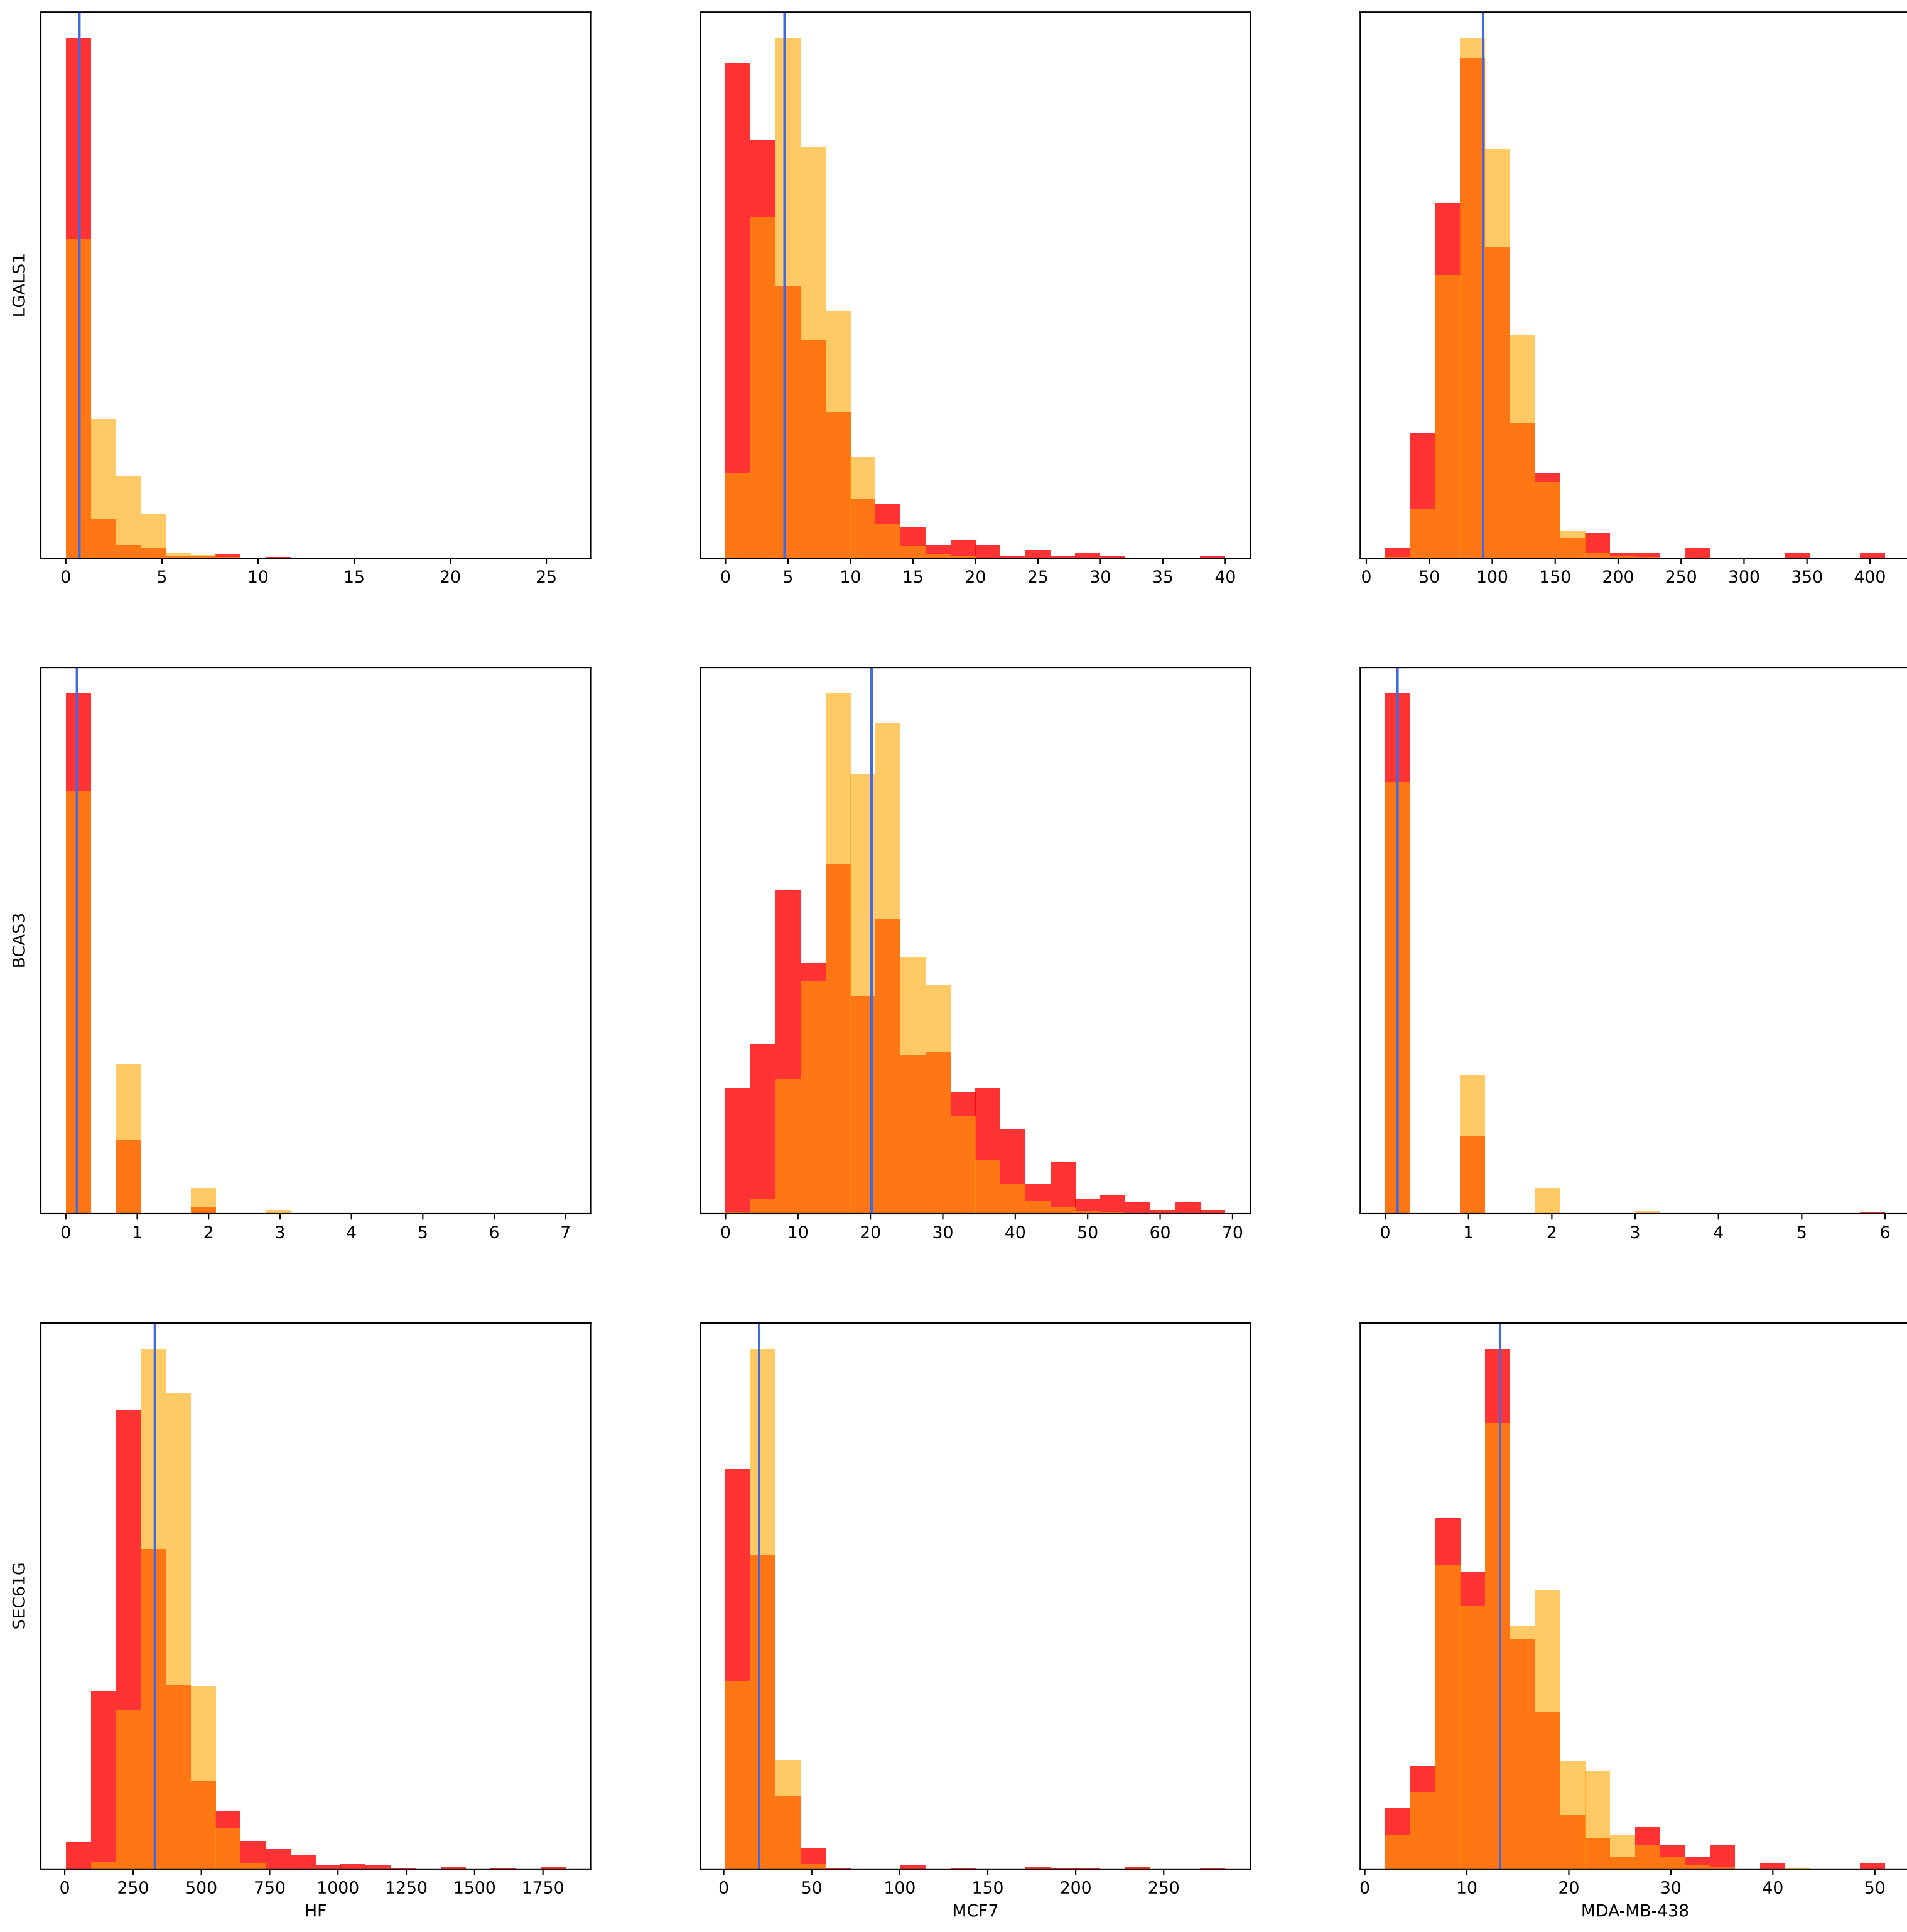 LGALS1
0 5 10 15 20 25
0 5 10 15 20 25 30 35 40
0 50 100 150 200 250 300 350 400
BCAS3
0 1 2 3 4 5 6 7
0 10 20 30 40 50 60 70
0 1 2 3 4 5 6
SEC61G
0 250 500 750 1000 1250 1500 1750
HF
0 50 100 150 200 250
MCF7
0 10 20 30 40 50
MDA-MB-438